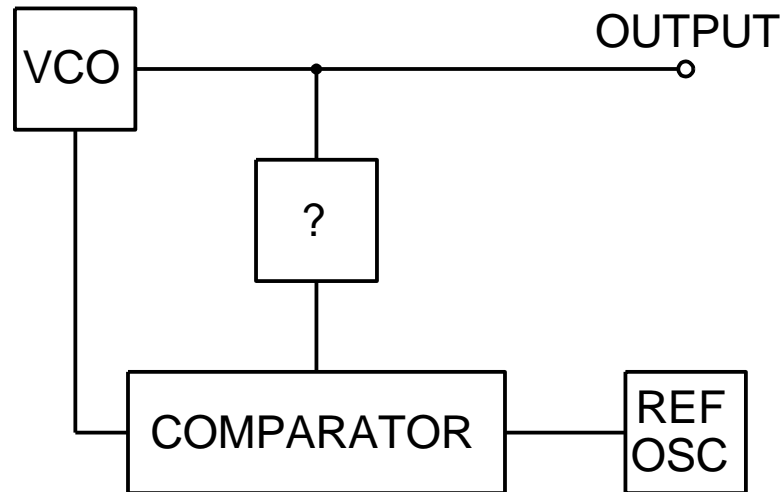 VCO
OUTPUT
?
COMPARATOR
REF
OSC